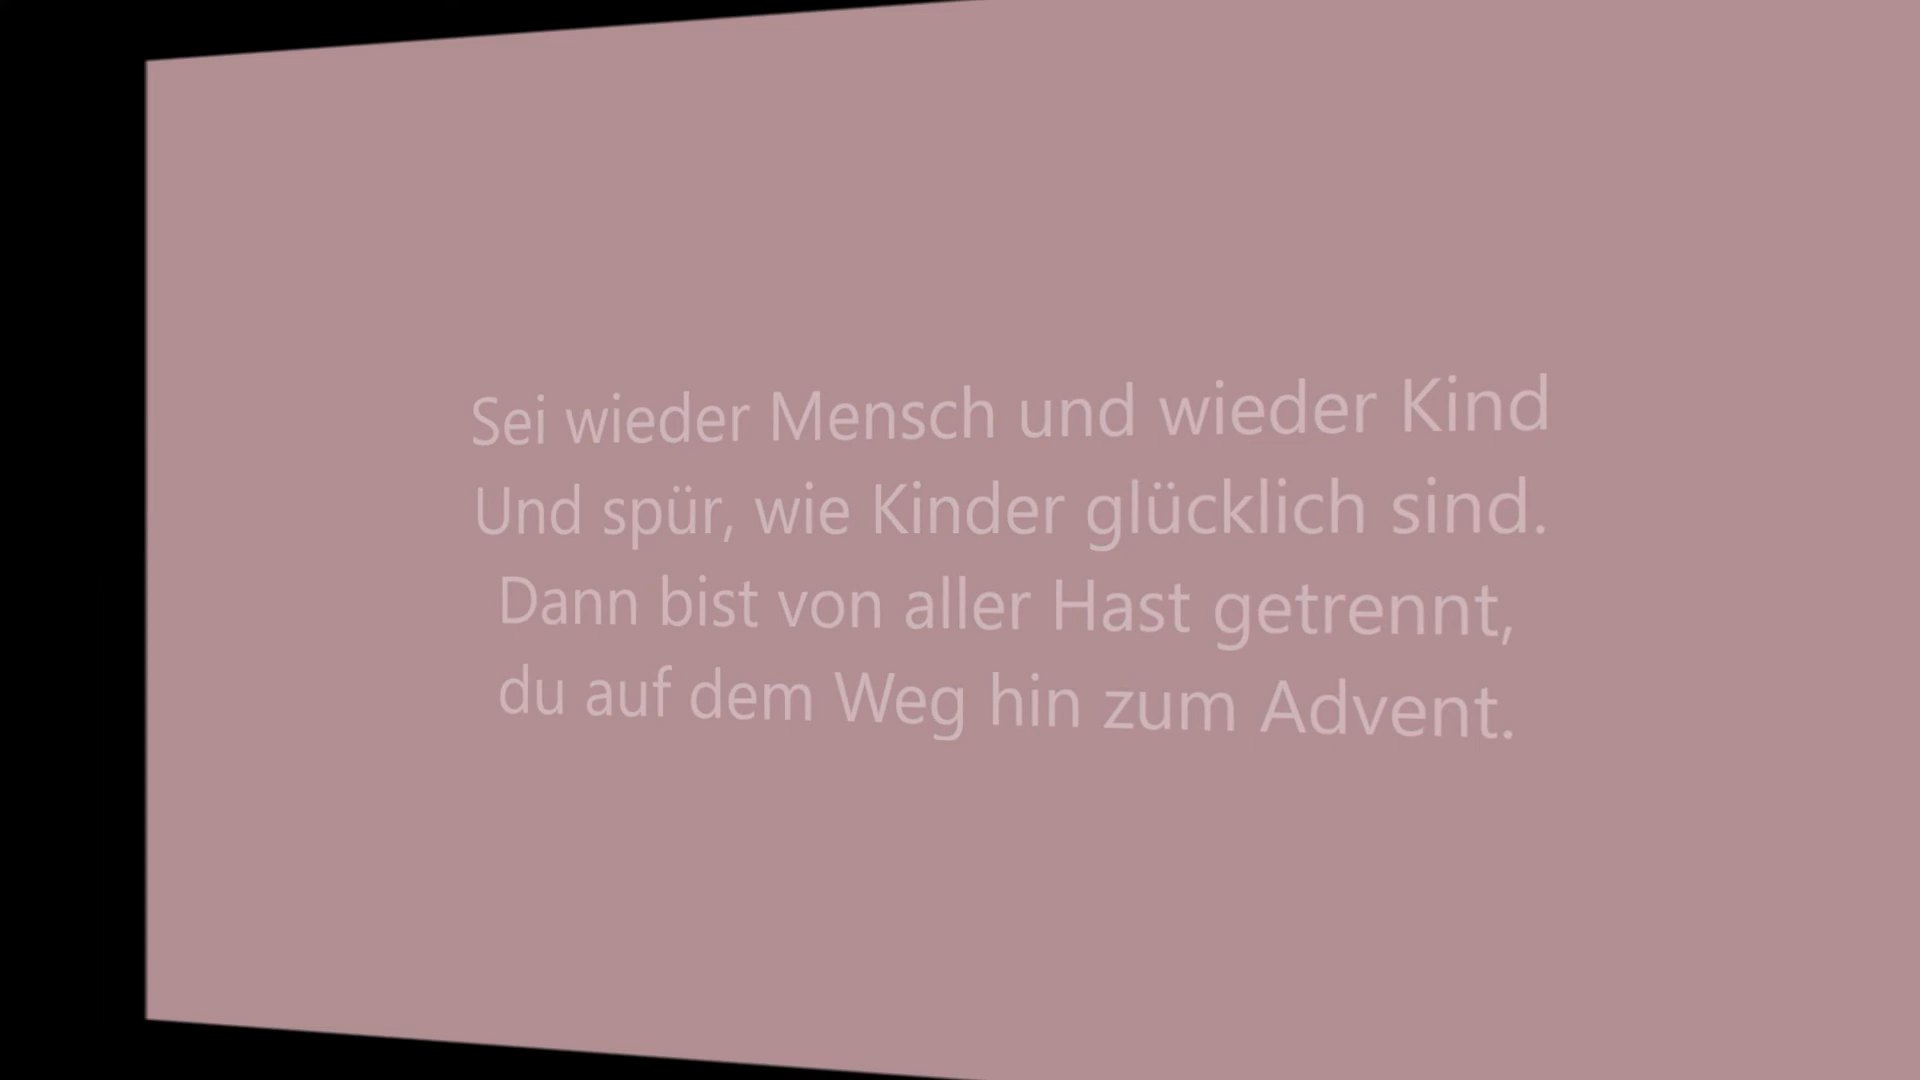 Sei wieder Mensch und wieder Kind
Und spür, wie Kinder glücklich sind.
Dann bist von aller Hast getrennt,
du auf dem Weg hin zum Advent.